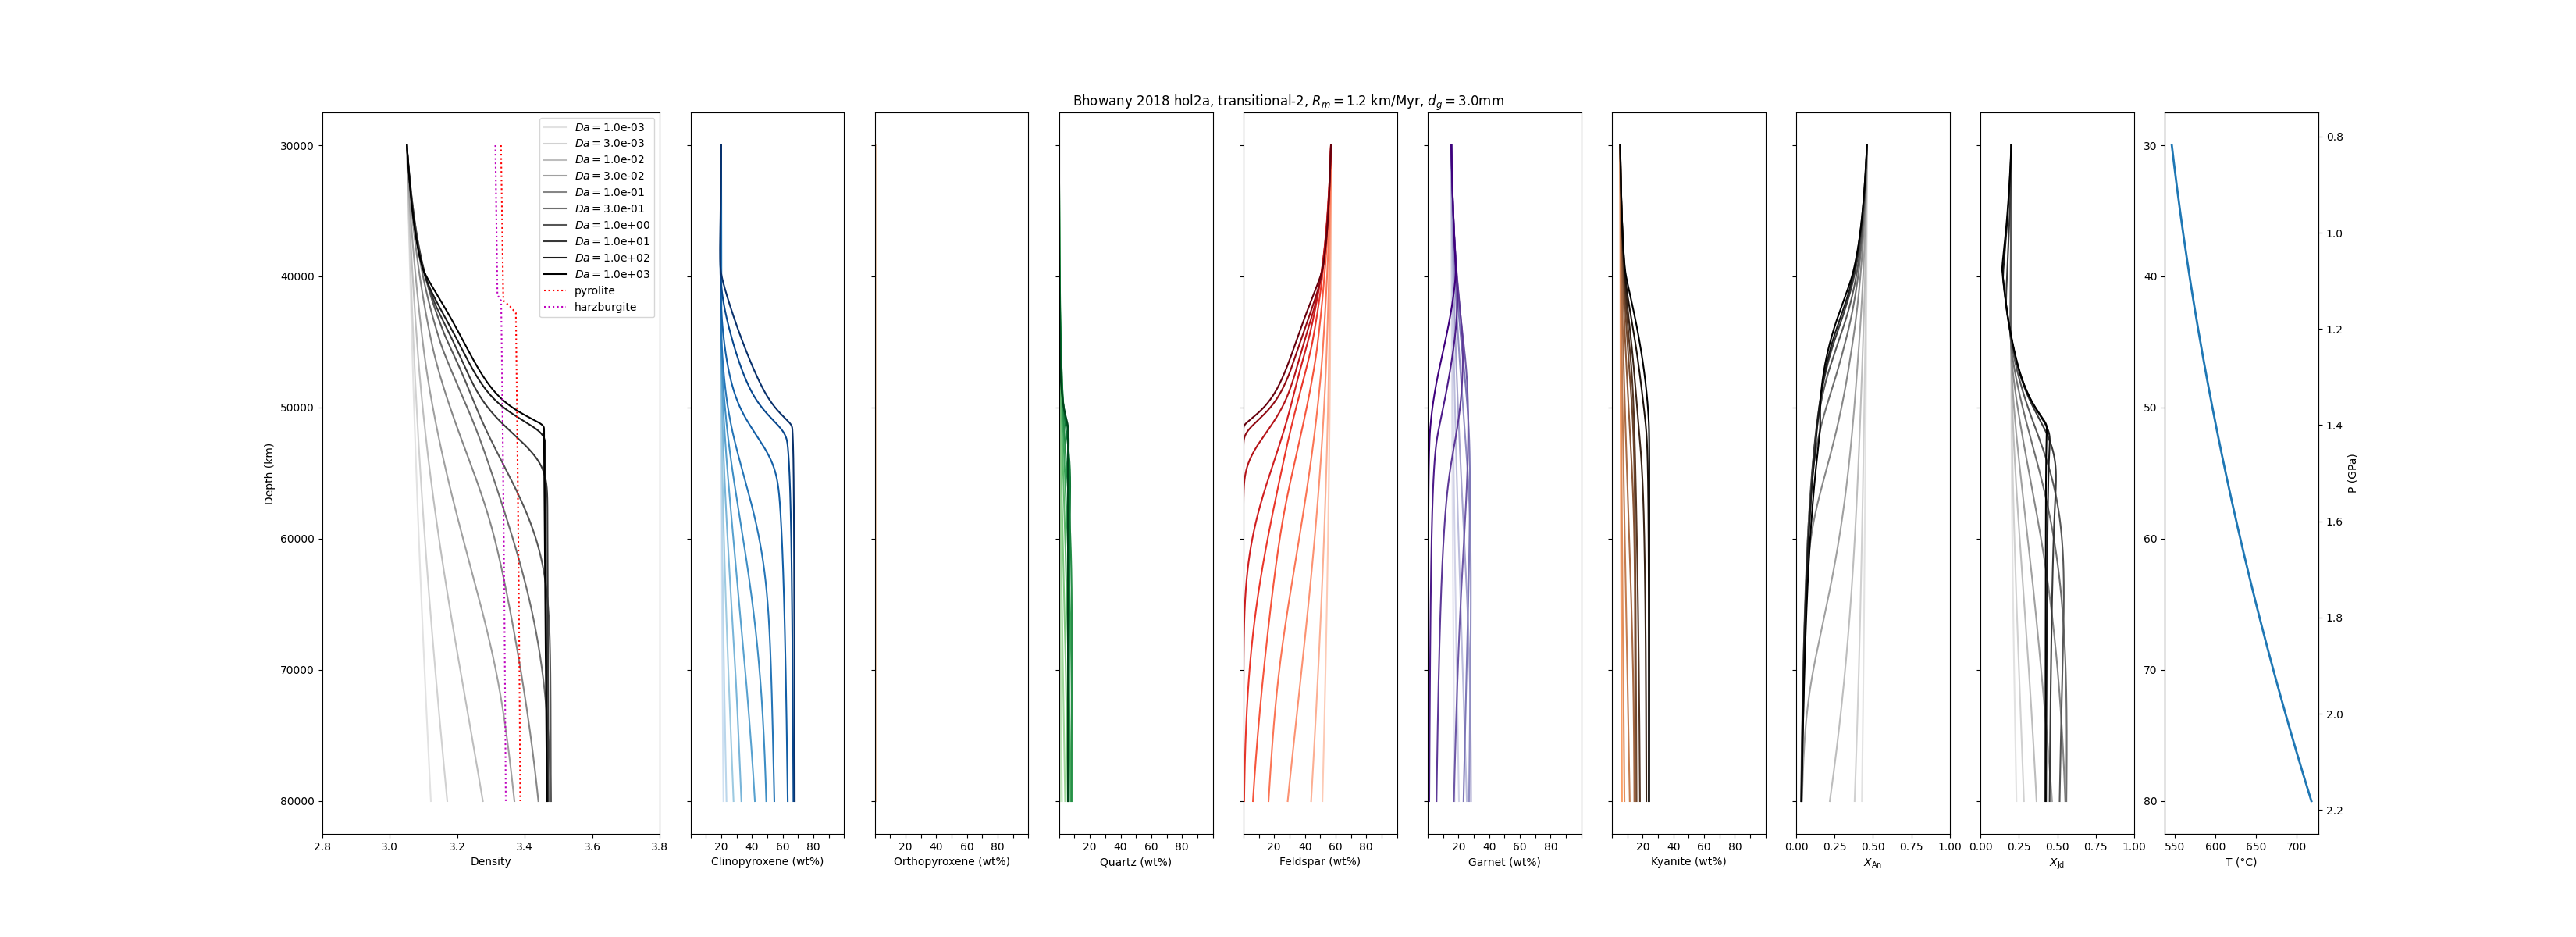 Bhowany 2018 hol2a, transitional-2, R_m = 1.2 km/Myr, d_g = 3.0mm
Da = 1.0e-03
Da = 3.0e-03
Da = 1.0e-02
Da = 3.0e-02
Da = 1.0e-01
Da = 3.0e-01
Da = 1.0e+00
Da = 1.0e+01
Da = 1.0e+02
Da = 1.0e+03
pyrolite
harzburgite
Depth (km)
30000
40000
50000
60000
70000
80000
2.8 3.0 3.2 3.4 3.6 3.8
Density
20 40 60 80
Clinopyroxene (wt%)
Orthopyroxene (wt%)
20 40 60 80
Quartz (wt%)
20 40 60 80
Feldspar (wt%)
20 40 60 80
Garnet (wt%)
20 40 60 80
Kyanite (wt%)
0.00 0.25 0.50 0.75 1.00
X_An
0.00 0.25 0.50 0.75 1.00
X_Jd
30
40
50
60
70
80
550 600 650 700
T (°C)
0.8
1.0
1.2
1.4
1.6
1.8
2.0
2.2
P (GPa)